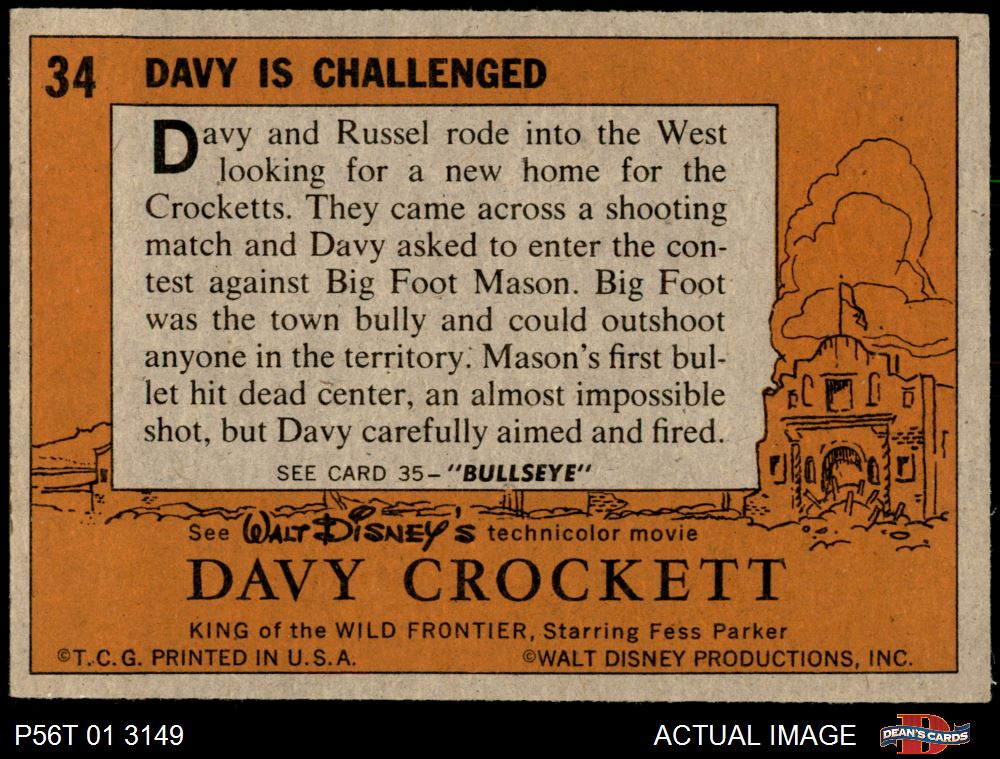 34 DAVY IS CHALLENGED
Davy and Russel rode into the West
looking for a new home for the
Crocketts. They came across a shooting
match and Davy asked to enter the con-
test against Big Foot Mason. Big Foot
was the town bully and could outshoot
anyone in the territory. Mason's first bul-
let hit dead center, an almost impossible
shot, but Davy carefully aimed and fired.
SEE CARD 35–"BULLSEYE"
See WALT DISNEY'S technicolor movie
DAVY CROCKETT
KING of the WILD FRONTIER, Starring Fess Parker
©T.C.G. PRINTED IN U.S.A. ©WALT DISNEY PRODUCTIONS, INC.
P56T 01 3149 ACTUAL IMAGE D DEAN'S CARDS